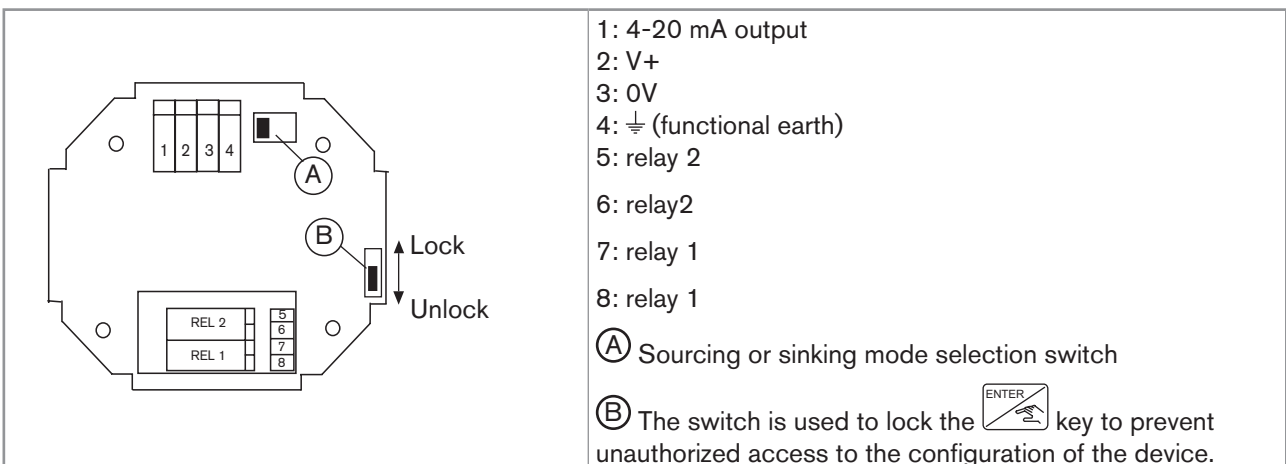 1 2 3 4
A
B
Lock
Unlock
REL 2
REL 1
5
6
7
8
1: 4-20 mA output
2: V+
3: 0V
4: ⏚ (functional earth)
5: relay 2
6: relay2
7: relay 1
8: relay 1
A Sourcing or sinking mode selection switch
B The switch is used to lock the ENTER key to prevent
unauthorized access to the configuration of the device.